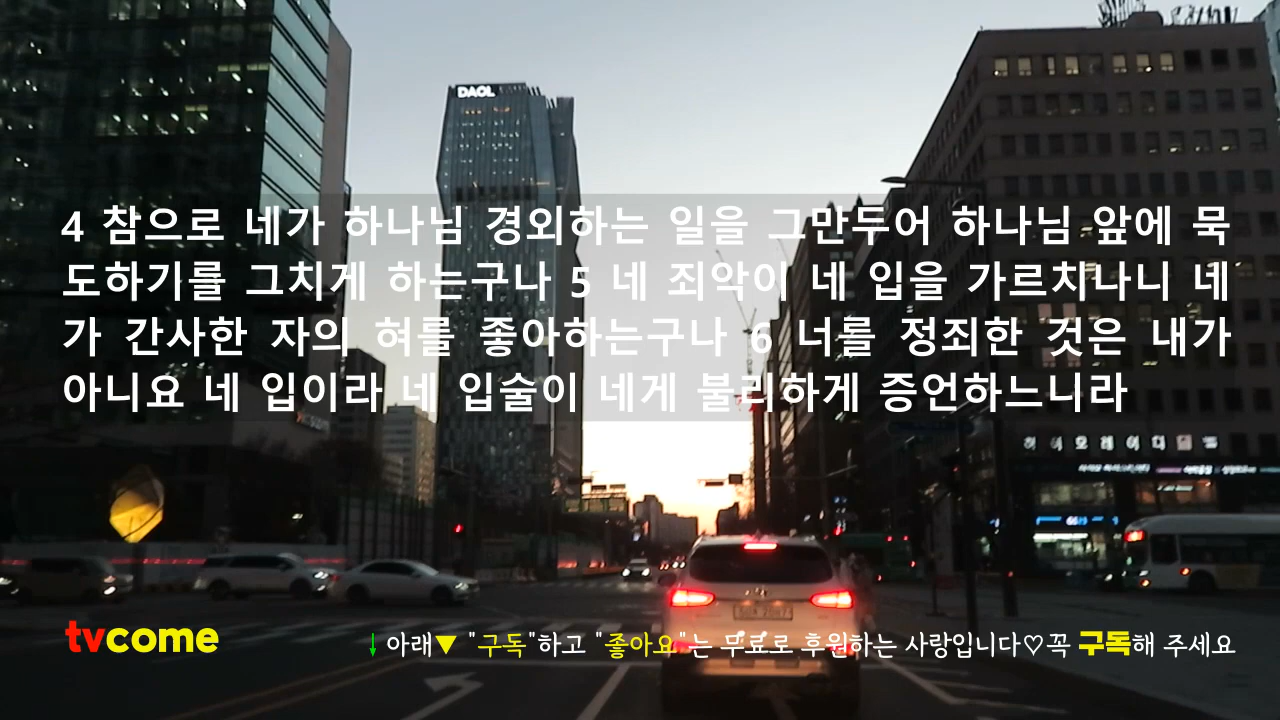 DAOL
4 참으로 네가 하나님 경외하는 일을 그만두어 하나님 앞에 묵
도하기를 그치게 하는구나 5 네 죄악이 네 입을 가르치나니 네
가 간사한 자의 혀를 좋아하는구나 6 너를 정죄한 것은 내가
아니요 네 입이라 네 입술이 네게 불리하게 증언하느니라
GS25
tvcome
↓아래▼ "구독"하고 "좋아요"는 무료로 후원하는 사랑입니다♡꼭 구독해 주세요